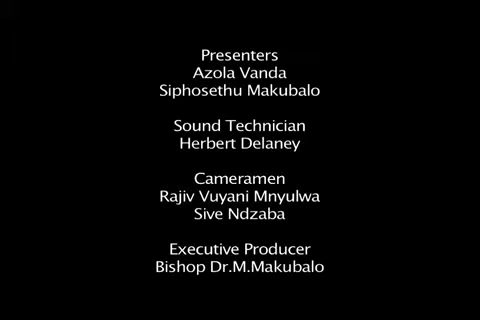 Presenters
Azola Vanda
Siphosethu Makubalo
Sound Technician
Herbert Delaney
Cameramen
Rajiv Vuyani Mnyulwa
Sive Ndzaba
Executive Producer
Bishop Dr.M.Makubalo